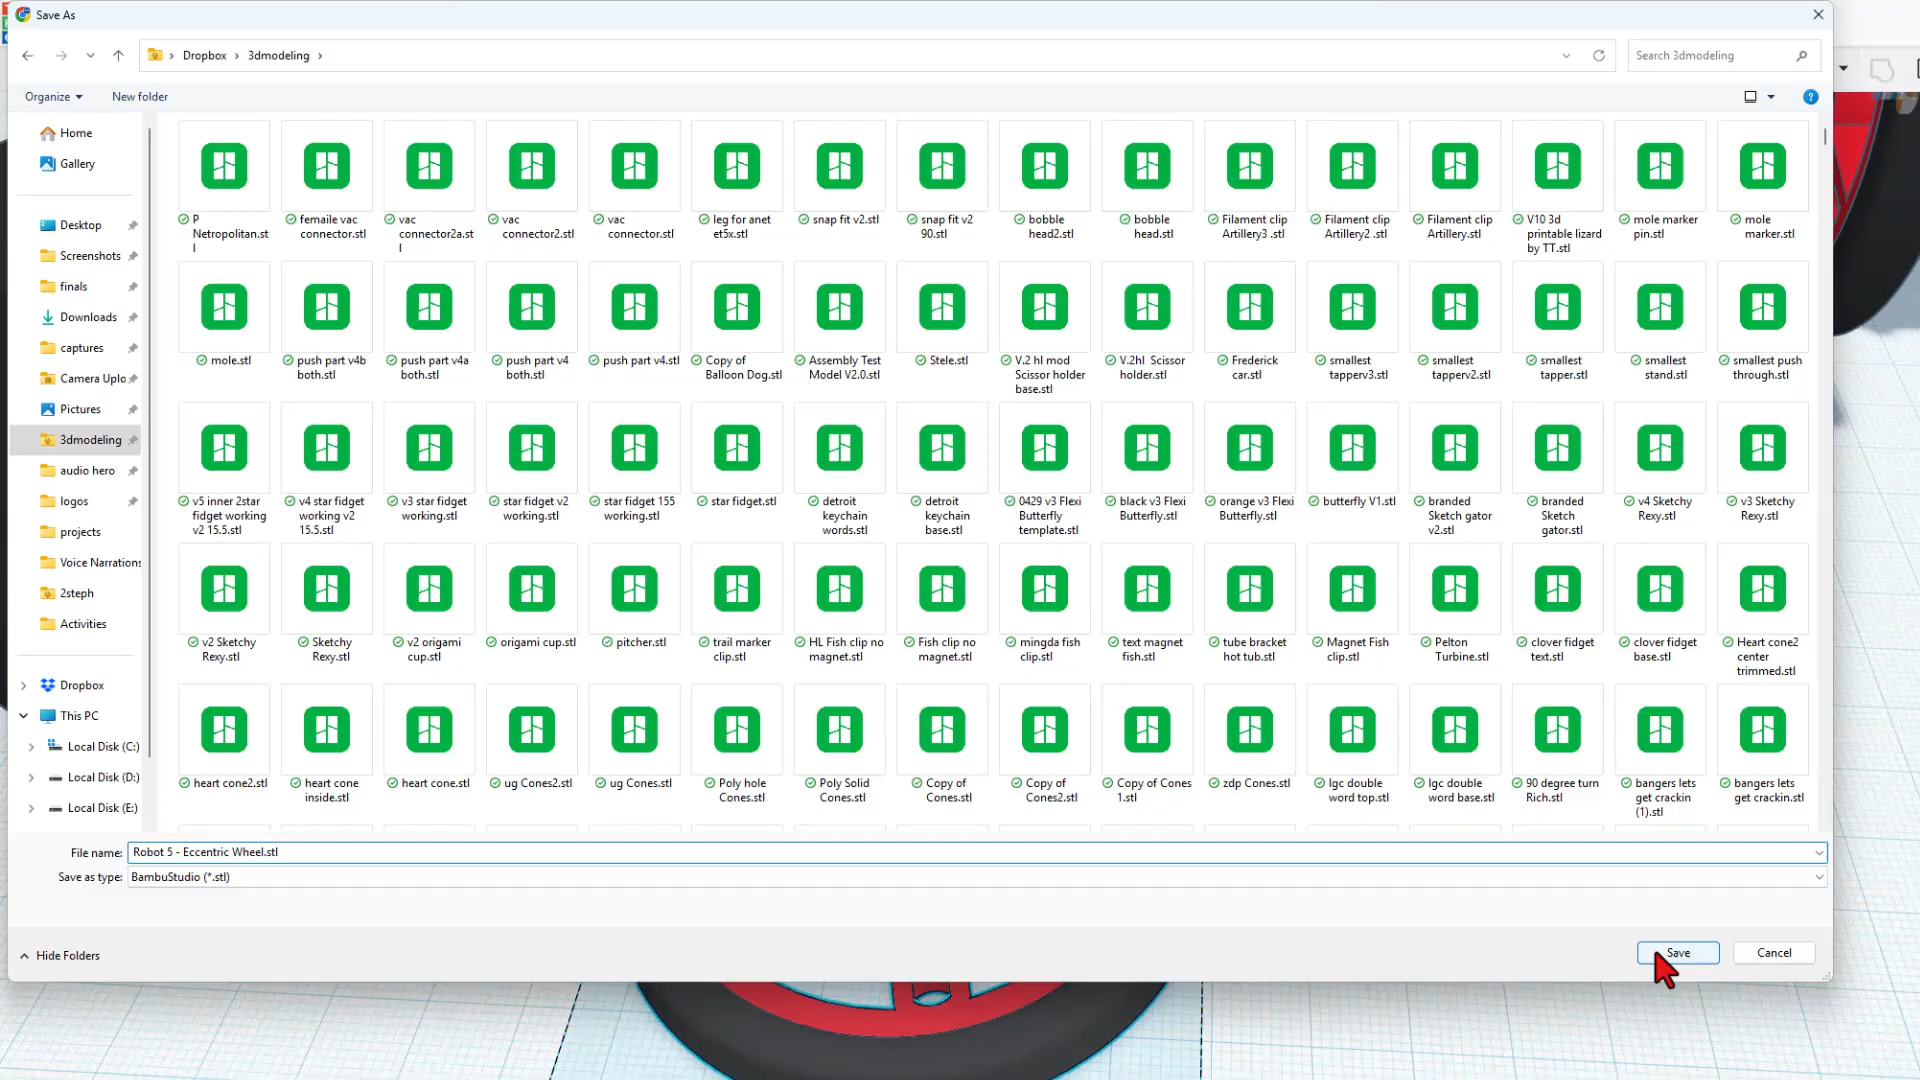 Save As
Dropbox › 3dmodeling ›
Search 3dmodeling
Organize
New folder
?
Home
Gallery
Desktop
Screenshots
finals
Downloads
captures
Camera Uplo
Pictures
3dmodeling
audio hero
logos
projects
Voice Narrations
2steph
Activities
Dropbox
This PC
Local Disk (C:)
Local Disk (D:)
Local Disk (E:)
P
Netropolitan.st
l
femaile vac
connector.stl
vac
connector2a.st
l
vac
connector2.stl
vac
connector.stl
leg for anet
et5x.stl
snap fit v2.stl
snap fit v2
90.stl
bobble
head2.stl
bobble
head.stl
Filament clip
Artillery3 .stl
Filament clip
Artillery2 .stl
Filament clip
Artillery.stl
V10 3d
printable lizard
by TT.stl
mole marker
pin.stl
mole
marker.stl
mole.stl
push part v4b
both.stl
push part v4a
both.stl
push part v4
both.stl
push part v4.stl
Copy of
Balloon Dog.stl
Assembly Test
Model V2.0.stl
Stele.stl
V.2 hl mod
Scissor holder
base.stl
V.2hl Scissor
holder.stl
Frederick
car.stl
smallest
tapperv3.stl
smallest
tapperv2.stl
smallest
tapper.stl
smallest
stand.stl
smallest push
through.stl
v5 inner 2star
fidget working
v2 15.5.stl
v4 star fidget
working v2
15.5.stl
v3 star fidget
working.stl
star fidget v2
working.stl
star fidget 155
working.stl
star fidget.stl
detroit
keychain
words.stl
detroit
keychain
base.stl
0429 v3 Flexi
Butterfly
template.stl
black v3 Flexi
Butterfly.stl
orange v3 Flexi
Butterfly.stl
butterfly V1.stl
branded
Sketch gator
v2.stl
branded
Sketch
gator.stl
v4 Sketchy
Rexy.stl
v3 Sketchy
Rexy.stl
v2 Sketchy
Rexy.stl
Sketchy
Rexy.stl
v2 origami
cup.stl
origami cup.stl
pitcher.stl
trail marker
clip.stl
HL Fish clip no
magnet.stl
Fish clip no
magnet.stl
mingda fish
clip.stl
text magnet
fish.stl
tube bracket
hot tub.stl
Magnet Fish
clip.stl
Pelton
Turbine.stl
clover fidget
text.stl
clover fidget
base.stl
Heart cone2
center
trimmed.stl
heart cone2.stl
heart cone
inside.stl
heart cone.stl
ug Cones2.stl
ug Cones.stl
Poly hole
Cones.stl
Poly Solid
Cones.stl
Copy of
Cones.stl
Copy of
Cones2.stl
Copy of Cones
1.stl
zdp Cones.stl
lgc double
word top.stl
lgc double
word base.stl
90 degree turn
Rich.stl
bangers lets
get crackin
(1).stl
bangers lets
get crackin.stl
File name: Robot 5 - Eccentric Wheel.stl
Save as type: BambuStudio (*.stl)
Hide Folders
Save
Cancel